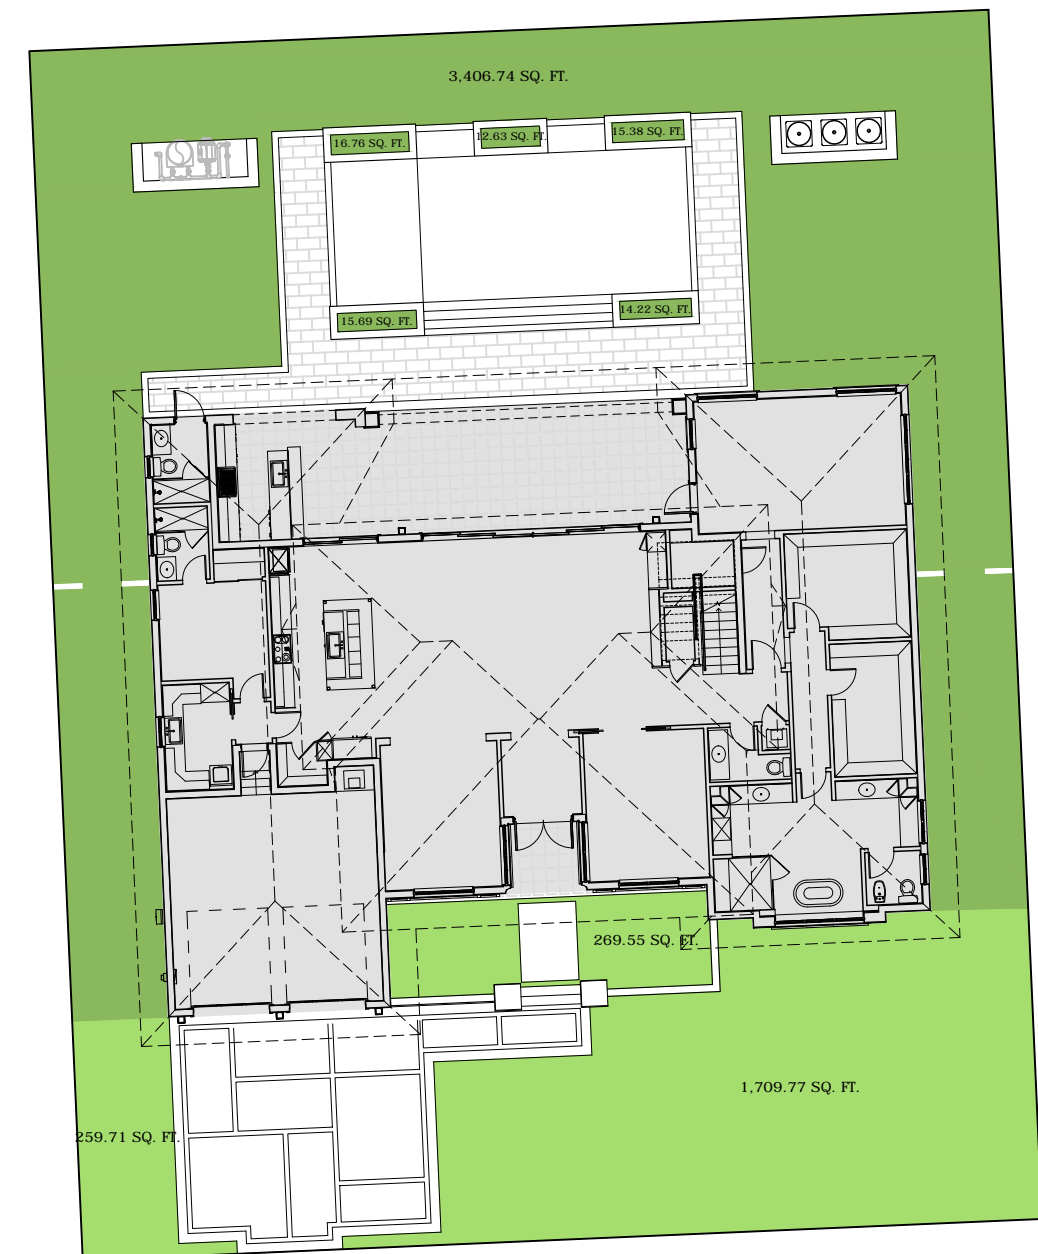 3,406.74 SQ. FT.
16.76 SQ. FT.
12.63 SQ. FT.
15.38 SQ. FT.
15.69 SQ. FT.
14.22 SQ. FT.
269.55 SQ. FT.
1,709.77 SQ. FT.
259.71 SQ. FT.